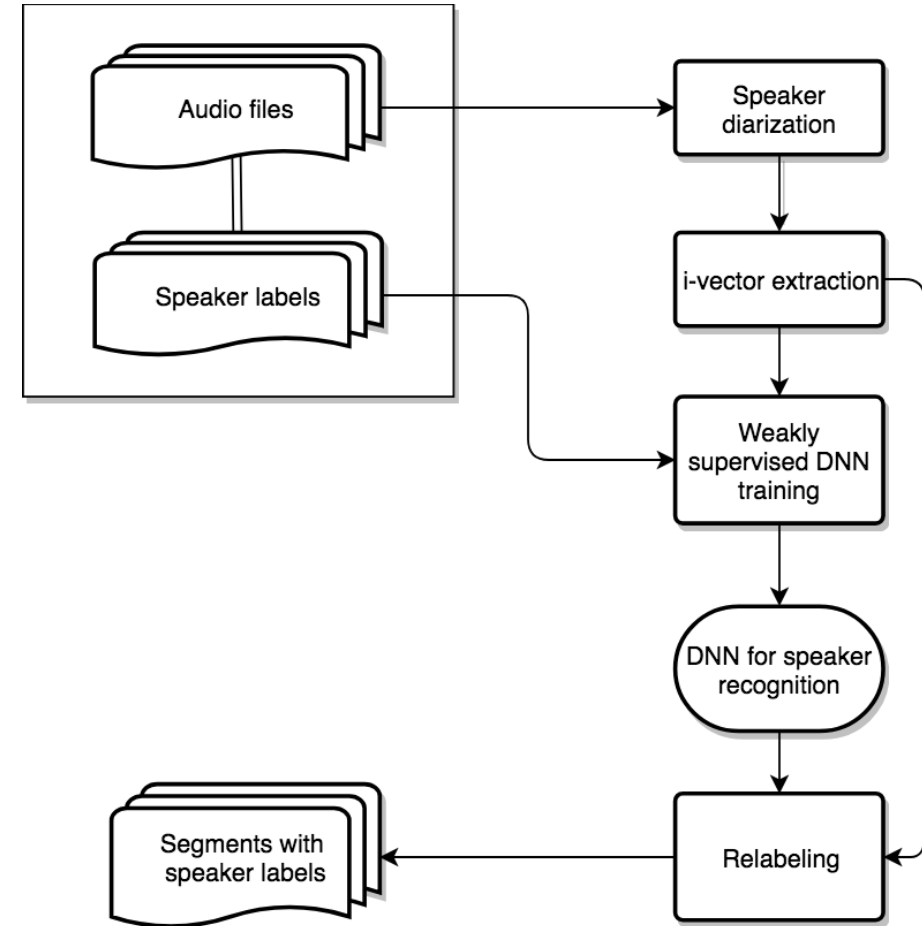 Audio files
Speaker
diarization
Speaker labels
i-vector extraction
Weakly
supervised DNN
training
DNN for speaker
recognition
Segments with
speaker labels
Relabeling